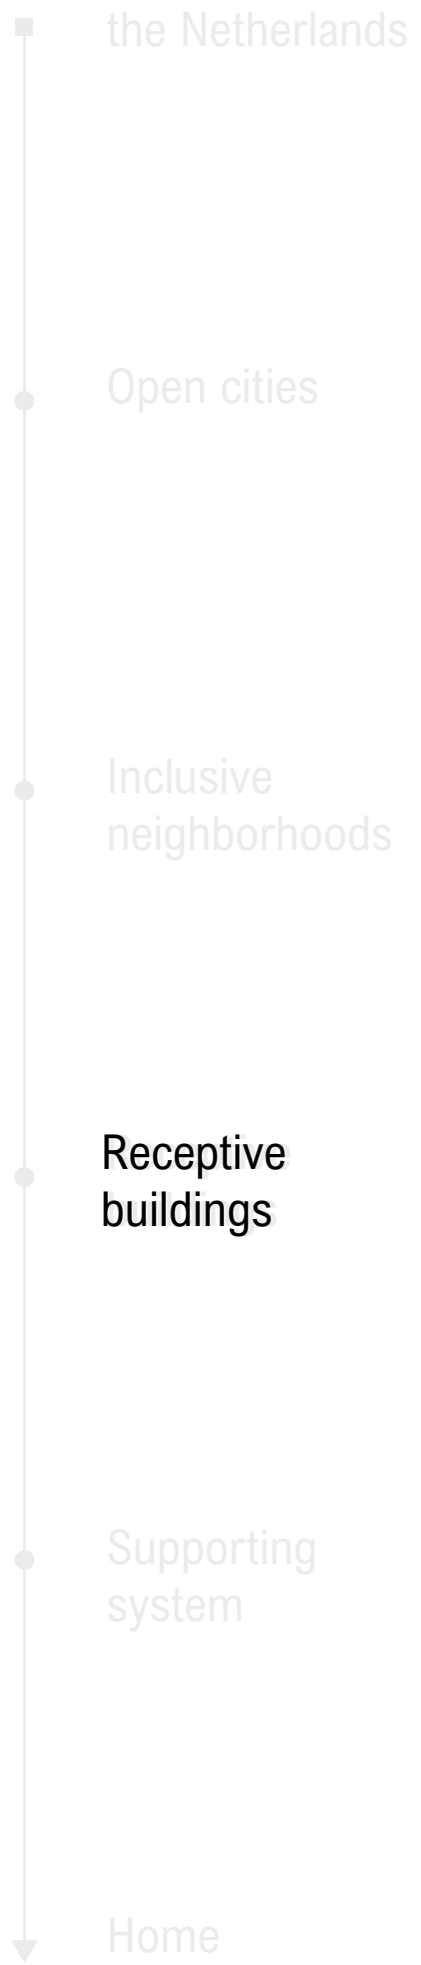 the Netherlands
Open cities
Inclusive
neighborhoods
Receptive
buildings
Supporting
system
Home